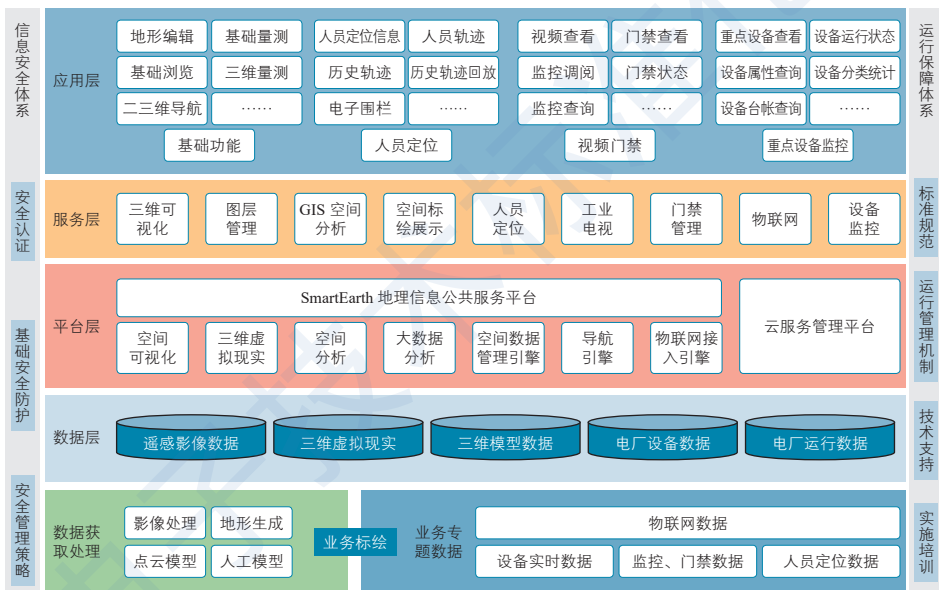 信息安全体系
安全认证
基础安全防护
安全管理策略
应用层
地形编辑
基础量测
人员定位信息
人员轨迹
视频查看
门禁查看
重点设备查看
设备运行状态
基础浏览
三维量测
历史轨迹
历史轨迹回放
监控调阅
门禁状态
设备属性查询
设备分类统计
二三维导航
……
电子围栏
……
监控查询
……
设备台帐查询
……
基础功能
人员定位
视频门禁
重点设备监控
服务层
三维可
视化
图层
管理
GIS 空间
分析
空间标
绘展示
人员
定位
工业
电视
门禁
管理
物联网
设备
监控
平台层
SmartEarth 地理信息公共服务平台
空间
可视化
三维虚
拟现实
空间
分析
大数据
分析
空间数据
管理引擎
导航
引擎
物联网接
入引擎
云服务管理平台
数据层
遥感影像数据
三维虚拟现实
三维模型数据
电厂设备数据
电厂运行数据
数据获
取处理
影像处理
地形生成
点云模型
人工模型
业务标绘
业务专
题数据
物联网数据
设备实时数据
监控、门禁数据
人员定位数据
运行保障体系
标准规范
运行管理机制
技术支持
实施培训